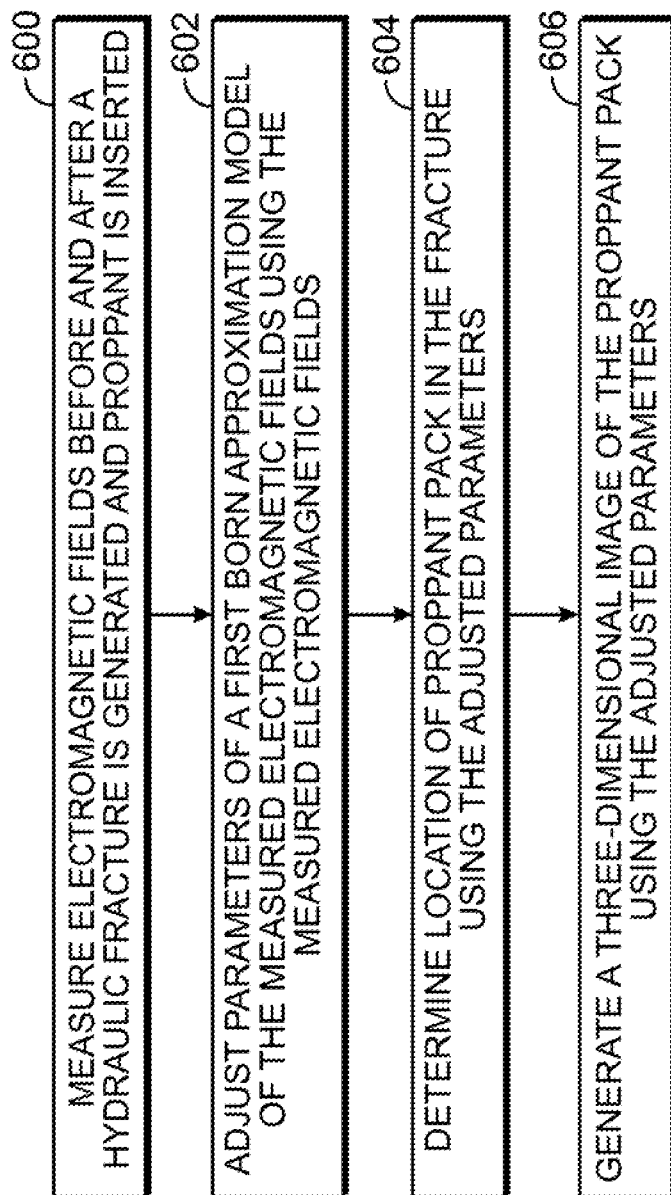 600
MEASURE ELECTROMAGNETIC FIELDS BEFORE AND AFTER A
HYDRAULIC FRACTURE IS GENERATED AND PROPPANT IS INSERTED
602
ADJUST PARAMETERS OF A FIRST BORN APPROXIMATION MODEL
OF THE MEASURED ELECTROMAGNETIC FIELDS USING THE
MEASURED ELECTROMAGNETIC FIELDS
604
DETERMINE LOCATION OF PROPPANT PACK IN THE FRACTURE
USING THE ADJUSTED PARAMETERS
606
GENERATE A THREE-DIMENSIONAL IMAGE OF THE PROPPANT PACK
USING THE ADJUSTED PARAMETERS